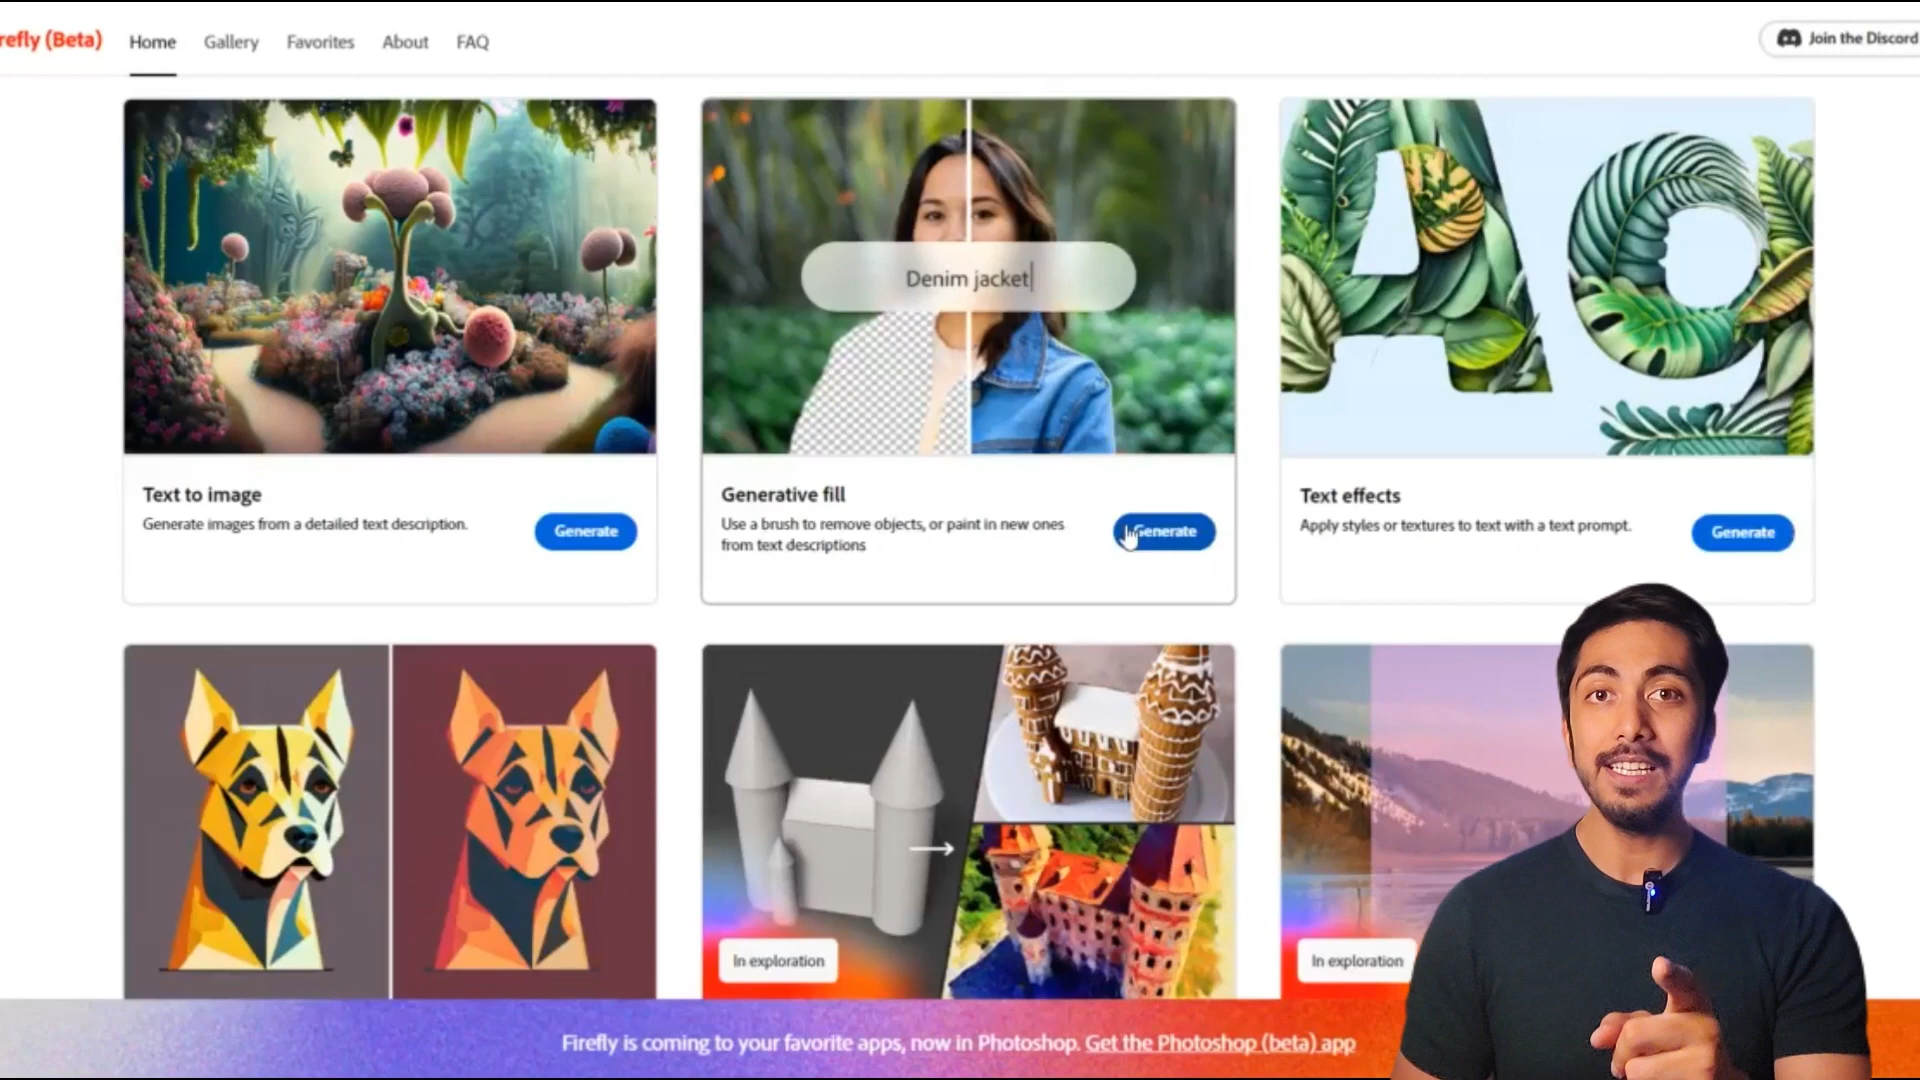 refly (Beta)
Home
Gallery
Favorites
About
FAQ
Join the Discord
Denim jacket
Ag
Text to image
Generate images from a detailed text description.
Generate
Generative fill
Use a brush to remove objects, or paint in new ones
from text descriptions
Generate
Text effects
Apply styles or textures to text with a text prompt.
Generate
In exploration
In exploration
Firefly is coming to your favorite apps, now in Photoshop. Get the Photoshop (beta) app